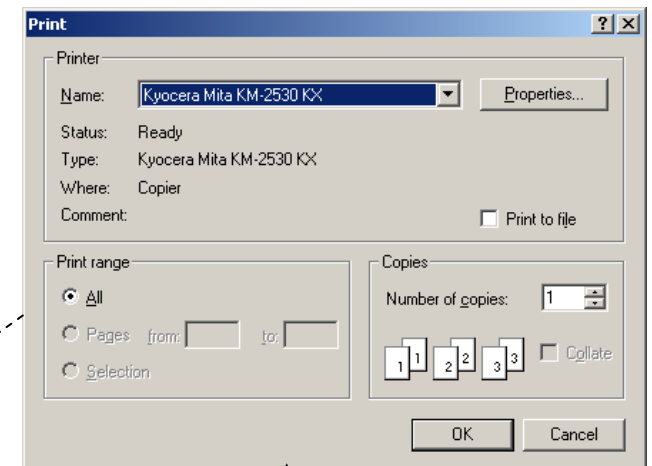 Print
Printer
Name: Kyocera Mita KM-2530 KX Properties...
Status: Ready
Type: Kyocera Mita KM-2530 KX
Where: Copier
Comment: Print to file
Print range
All
Pages from: to:
Selection
Copies
Number of copies: 1
1 1 2 2 3 3 Collate
OK Cancel